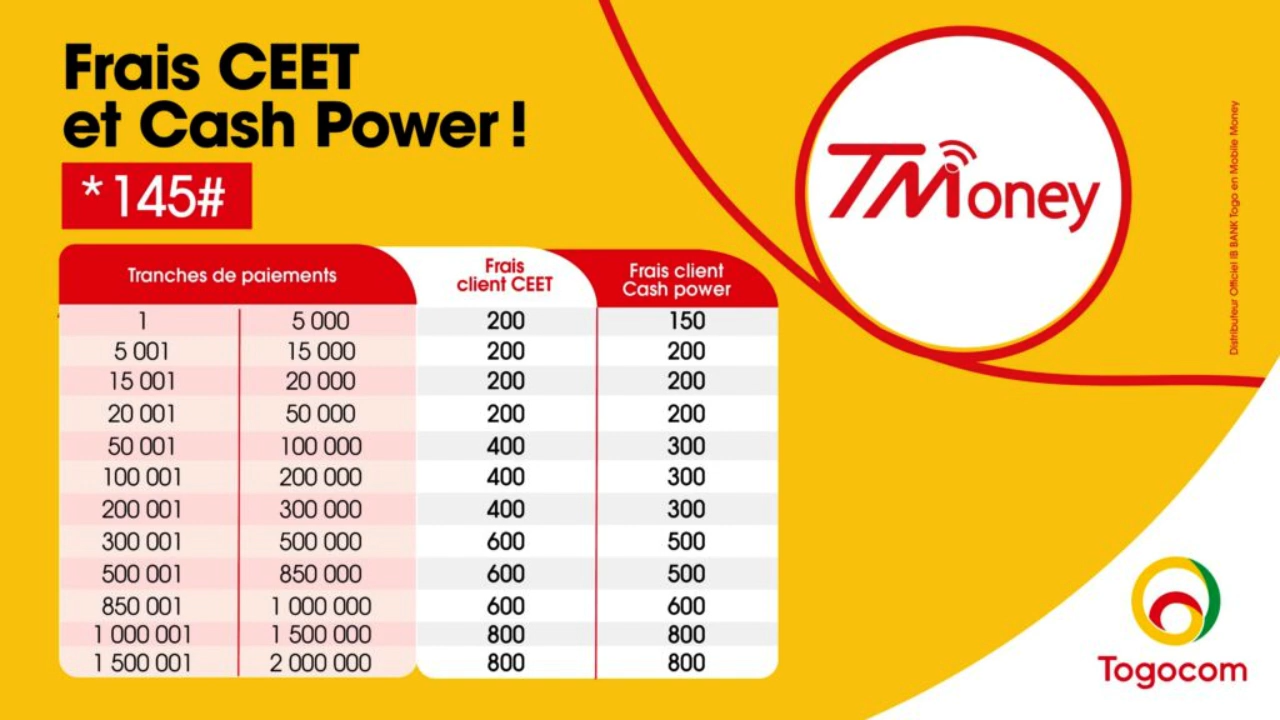 Frais CEET
et Cash Power !
*145#
TMoney
Distributeur Officiel IB BANK Togo en Mobile Money
Tranches de paiements Frais client CEET Frais client Cash power
1 5 000 200 150
5 001 15 000 200 200
15 001 20 000 200 200
20 001 50 000 200 200
50 001 100 000 400 300
100 001 200 000 400 300
200 001 300 000 400 300
300 001 500 000 600 500
500 001 850 000 600 500
850 001 1 000 000 600 600
1 000 001 1 500 000 800 800
1 500 001 2 000 000 800 800
Togocom